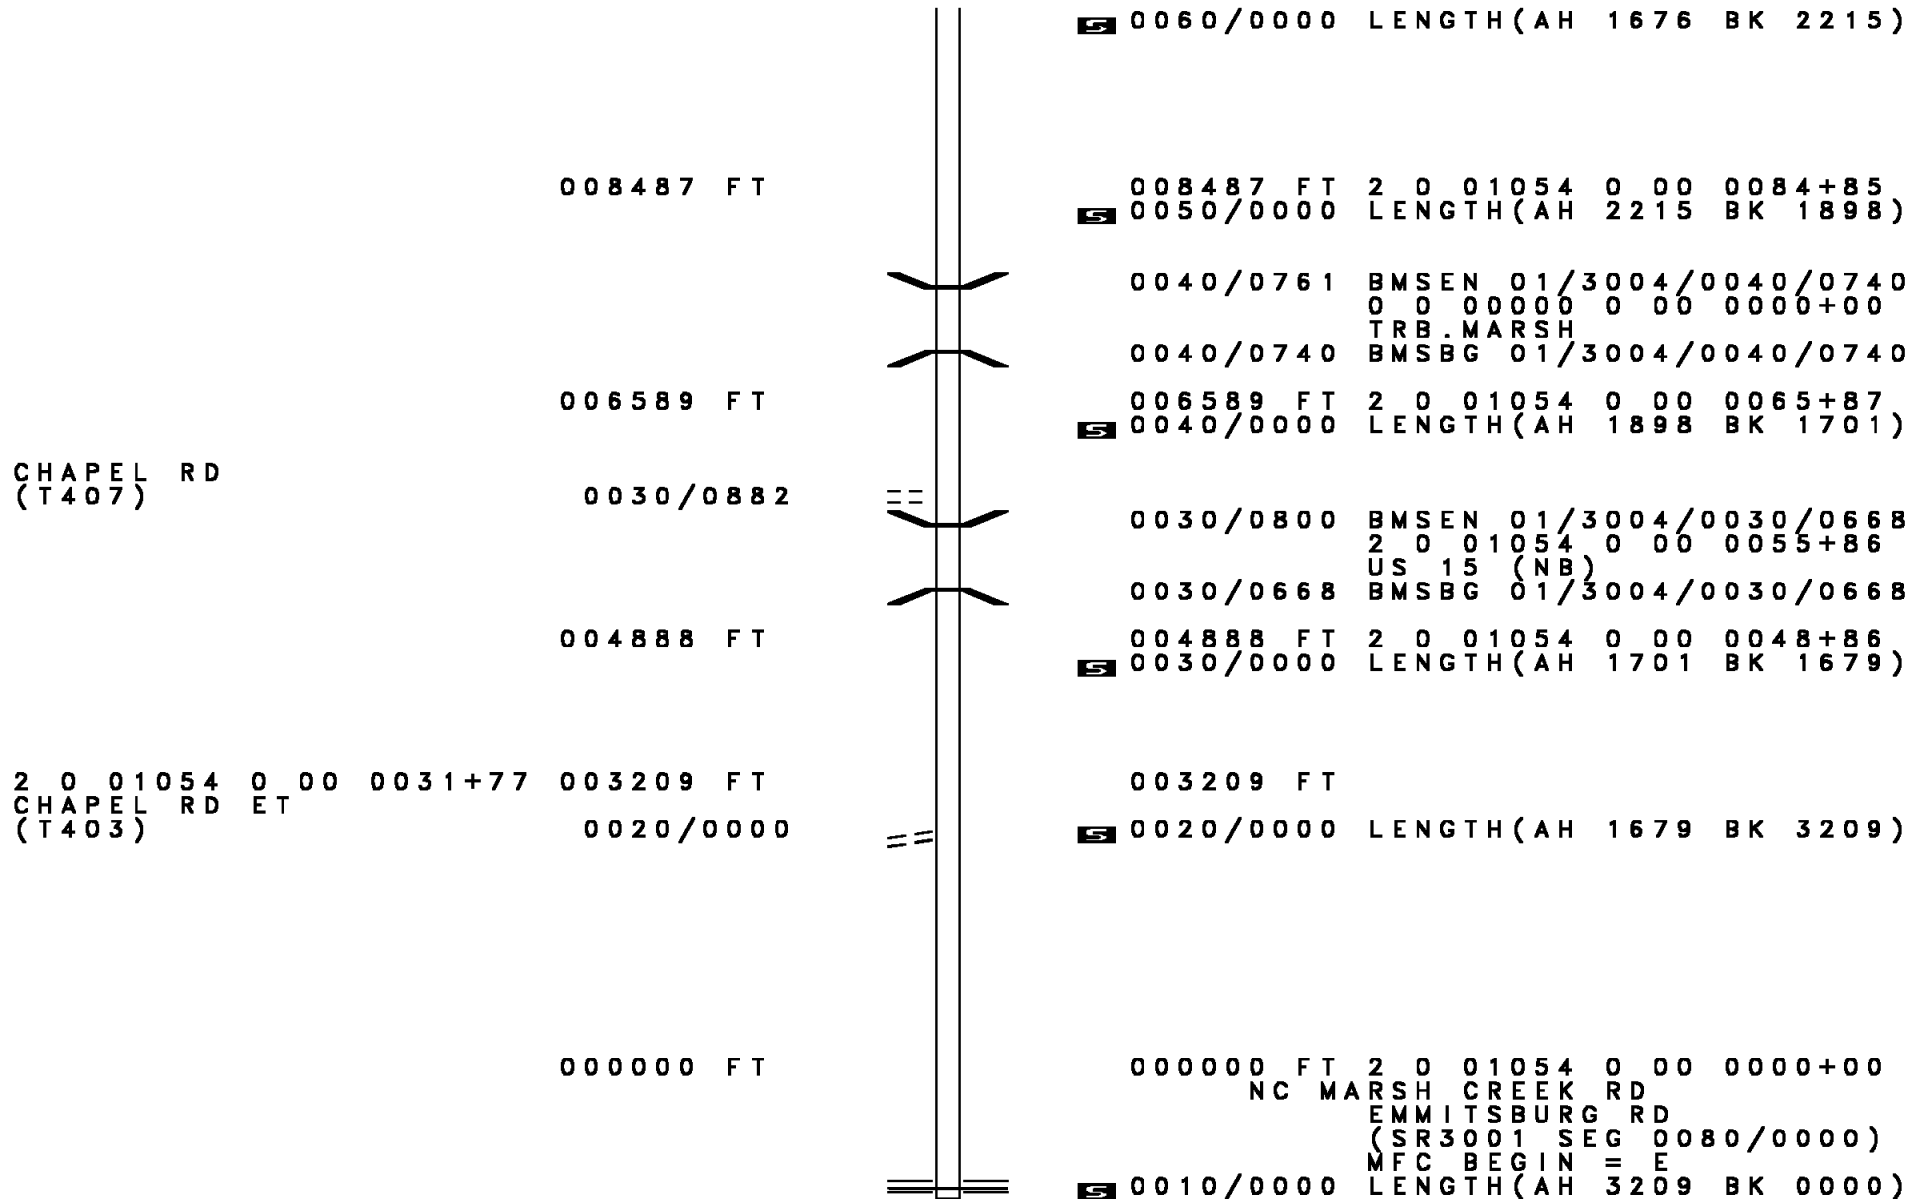 S 0060/0000 LENGTH(AH 1676 BK 2215)
008487 FT 008487 FT 2 0 01054 0 00 0084+85
S 0050/0000 LENGTH(AH 2215 BK 1898)
0040/0761 BMSEN 01/3004/0040/0740
0 0 00000 0 00 0000+00
TRB.MARSH
0040/0740 BMSBG 01/3004/0040/0740
006589 FT 006589 FT 2 0 01054 0 00 0065+87
S 0040/0000 LENGTH(AH 1898 BK 1701)
CHAPEL RD
(T407) 0030/0882
0030/0800 BMSEN 01/3004/0030/0668
2 0 01054 0 00 0055+86
US 15 (NB)
0030/0668 BMSBG 01/3004/0030/0668
004888 FT 004888 FT 2 0 01054 0 00 0048+86
S 0030/0000 LENGTH(AH 1701 BK 1679)
2 0 01054 0 00 0031+77 003209 FT 003209 FT
CHAPEL RD ET
(T403) 0020/0000 S 0020/0000 LENGTH(AH 1679 BK 3209)
000000 FT 000000 FT 2 0 01054 0 00 0000+00
NC MARSH CREEK RD
EMMITSBURG RD
(SR3001 SEG 0080/0000)
MFC BEGIN = E
S 0010/0000 LENGTH(AH 3209 BK 0000)